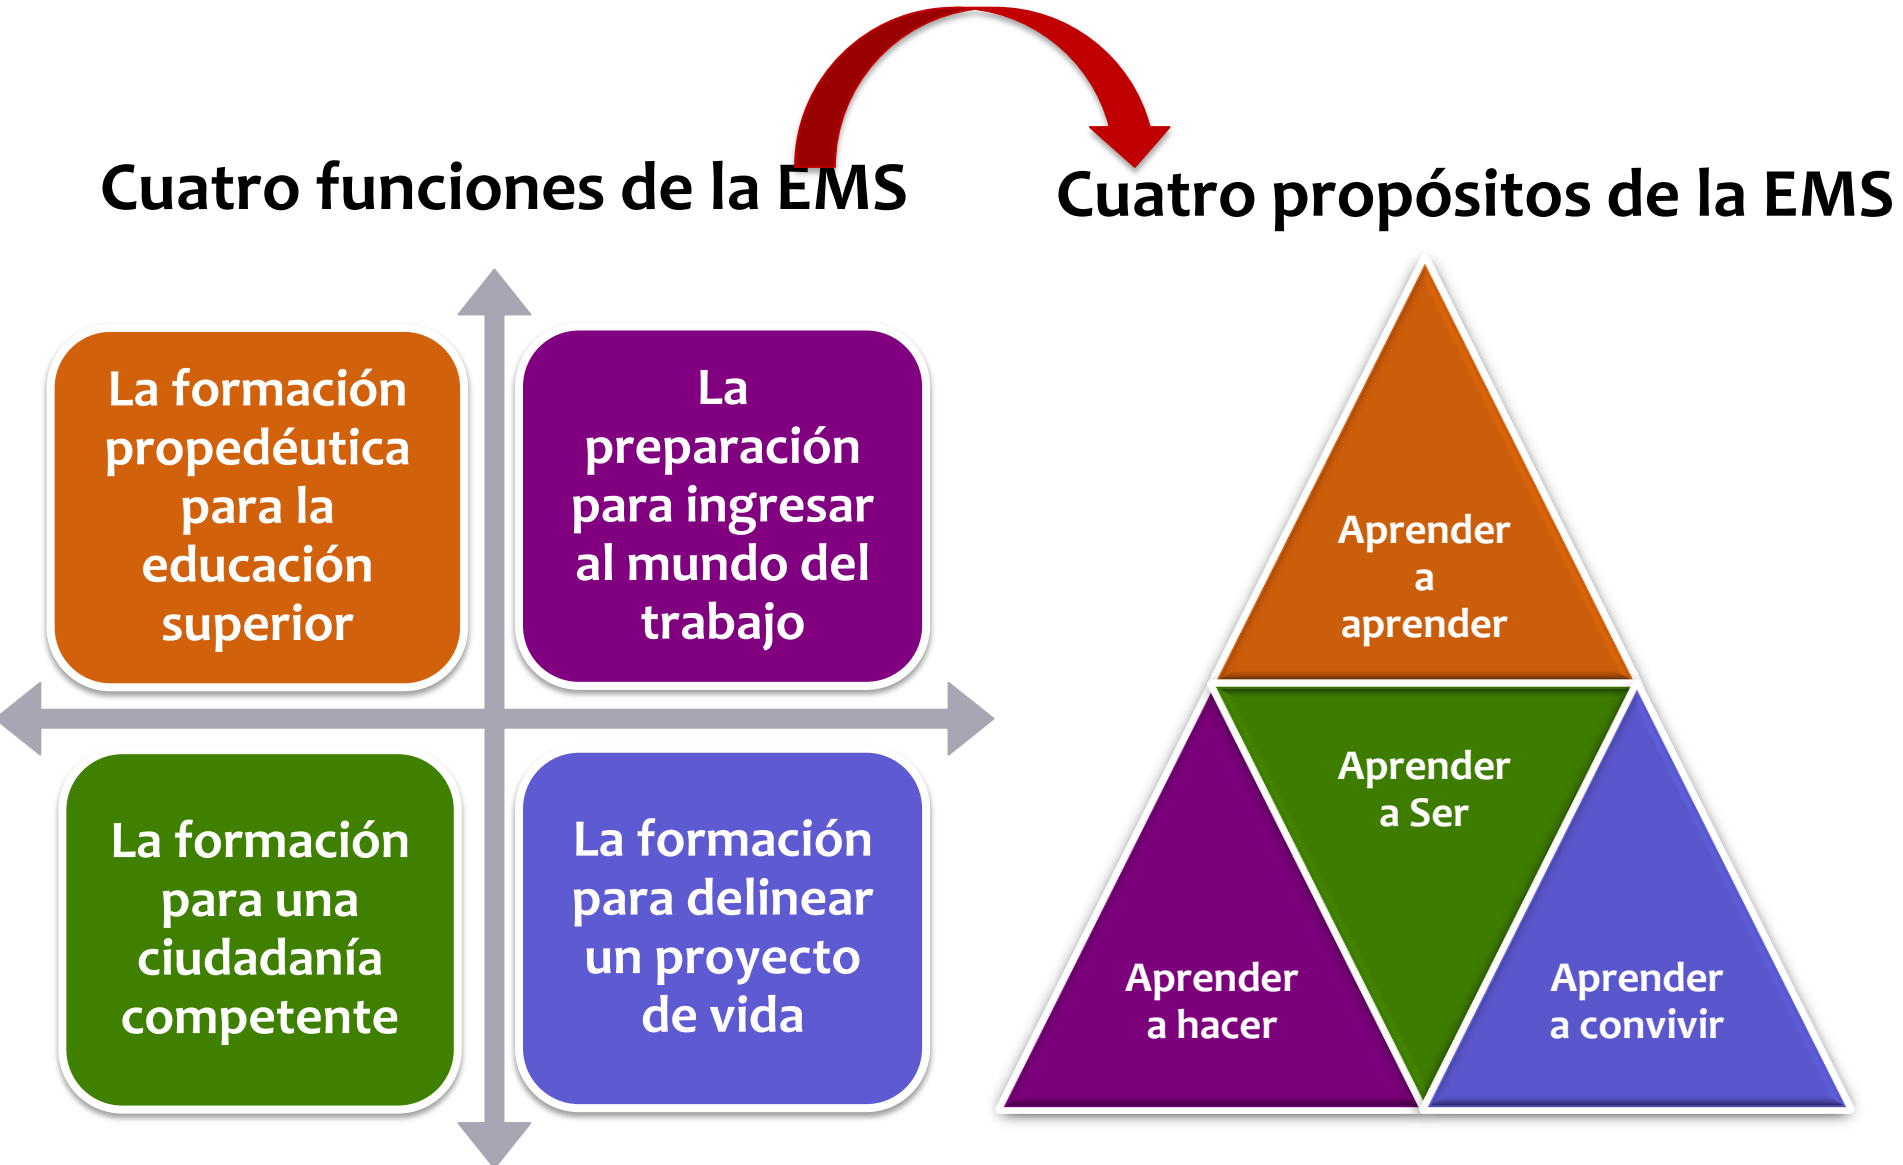 Cuatro funciones de la EMS
Cuatro propósitos de la EMS
La formación
propedéutica
para la
educación
superior
La
preparación
para ingresar
al mundo del
trabajo
La formación
para una
ciudadanía
competente
La formación
para delinear
un proyecto
de vida
Aprender
a
aprender
Aprender
a Ser
Aprender
a hacer
Aprender
a convivir